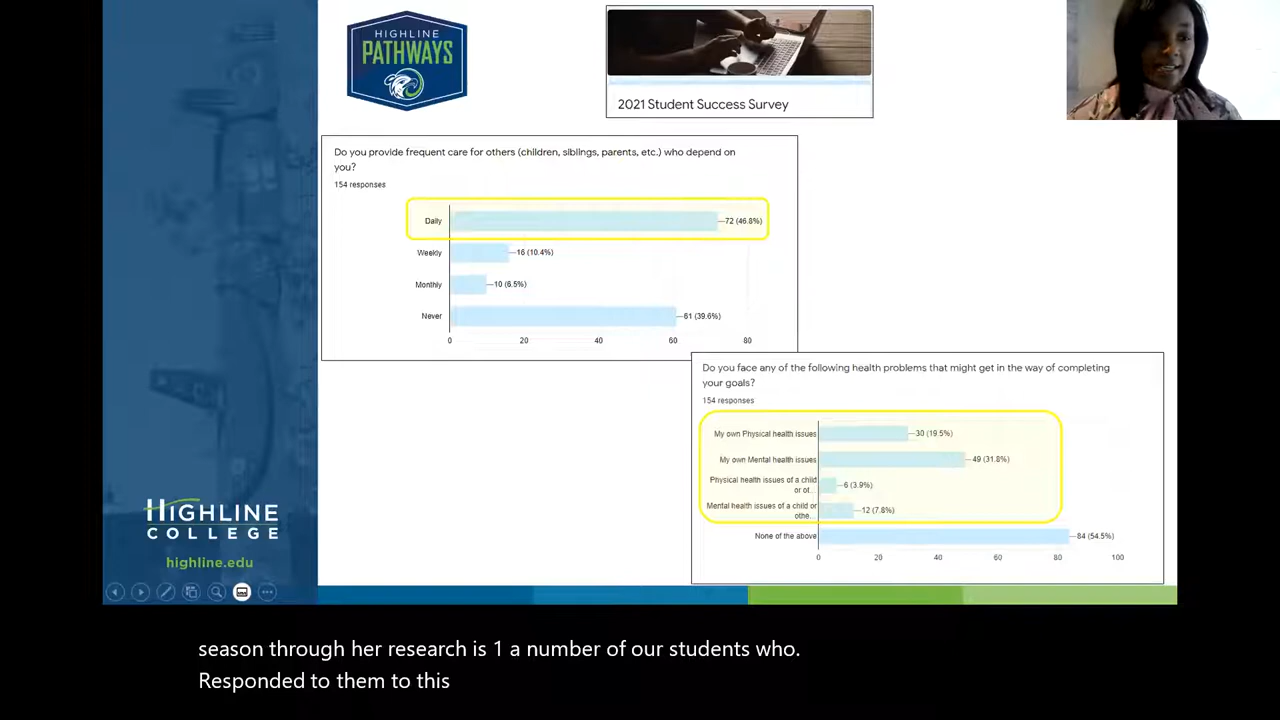 HIGHLINE
PATHWAYS
2021 Student Success Survey
Do you provide frequent care for others (children, siblings, parents, etc.) who depend on
you?
154 responses
Daily
72 (46.8%)
Weekly
16 (10.4%)
Monthly
10 (6.5%)
Never
61 (39.6%)
0 20 40 60 80
Do you face any of the following health problems that might get in the way of completing
your goals?
154 responses
My own Physical health issues
30 (19.5%)
My own Mental health issues
49 (31.8%)
Physical health issues of a child
or ot...
6 (3.9%)
Mental health issues of a child or
othe...
12 (7.8%)
None of the above
84 (54.5%)
0 20 40 60 80 100
HIGHLINE
COLLEGE
highline.edu
season through her research is 1 a number of our students who.
Responded to them to this